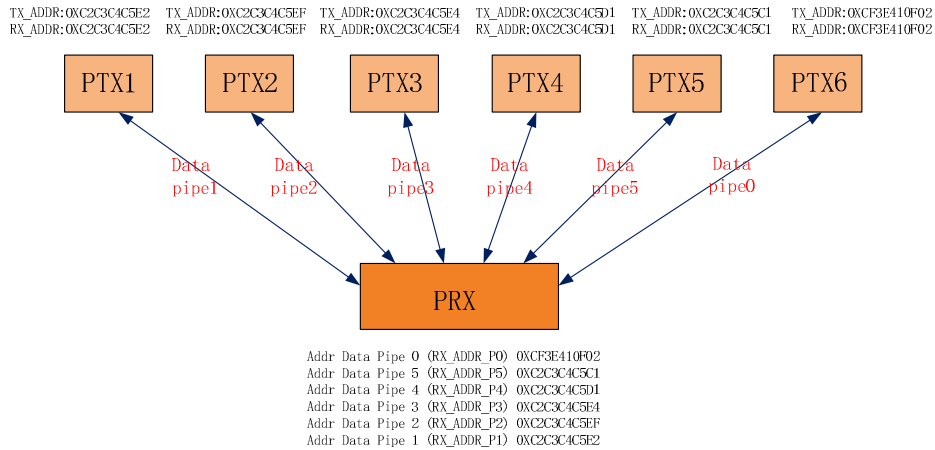 TX_ADDR:0XC2C3C4C5E2 TX_ADDR:0XC2C3C4C5EF TX_ADDR:0XC2C3C4C5E4 TX_ADDR:0XC2C3C4C5D1 TX_ADDR:0XC2C3C4C5C1 TX_ADDR:0XCF3E410F02
RX_ADDR:0XC2C3C4C5E2 RX_ADDR:0XC2C3C4C5EF RX_ADDR:0XC2C3C4C5E4 RX_ADDR:0XC2C3C4C5D1 RX_ADDR:0XC2C3C4C5C1 RX_ADDR:0XCF3E410F02
PTX1 PTX2 PTX3 PTX4 PTX5 PTX6
Data Data Data Data Data Data
pipe1 pipe2 pipe3 pipe4 pipe5 pipe0
PRX
Addr Data Pipe 0 (RX_ADDR_P0) 0XCF3E410F02
Addr Data Pipe 5 (RX_ADDR_P5) 0XC2C3C4C5C1
Addr Data Pipe 4 (RX_ADDR_P4) 0XC2C3C4C5D1
Addr Data Pipe 3 (RX_ADDR_P3) 0XC2C3C4C5E4
Addr Data Pipe 2 (RX_ADDR_P2) 0XC2C3C4C5EF
Addr Data Pipe 1 (RX_ADDR_P1) 0XC2C3C4C5E2